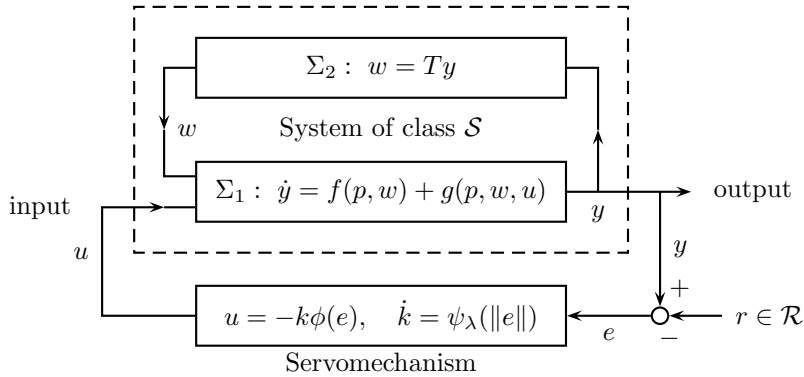 Σ₂ : w = Ty
w
System of class 𝒮
Σ₁ : ẏ = f(p, w) + g(p, w, u)
input
output
y
u
y
+
u = −kϕ(e), k̇ = ψ_λ(‖e‖)
e
−
r ∈ ℛ
Servomechanism